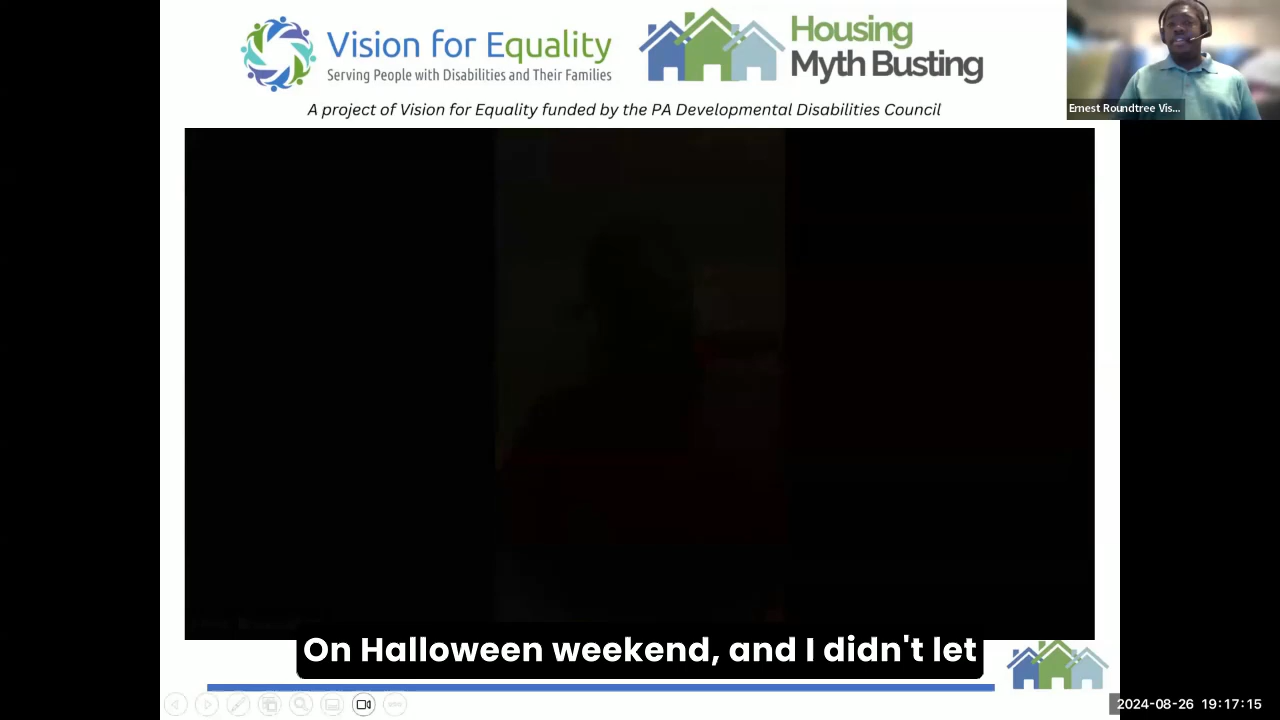 Vision for Equality
Serving People with Disabilities and Their Families
Housing
Myth Busting
Ernest Roundtree Vis...
A project of Vision for Equality funded by the PA Developmental Disabilities Council
On Halloween weekend, and I didn't let
2024-08-26 19:17:15